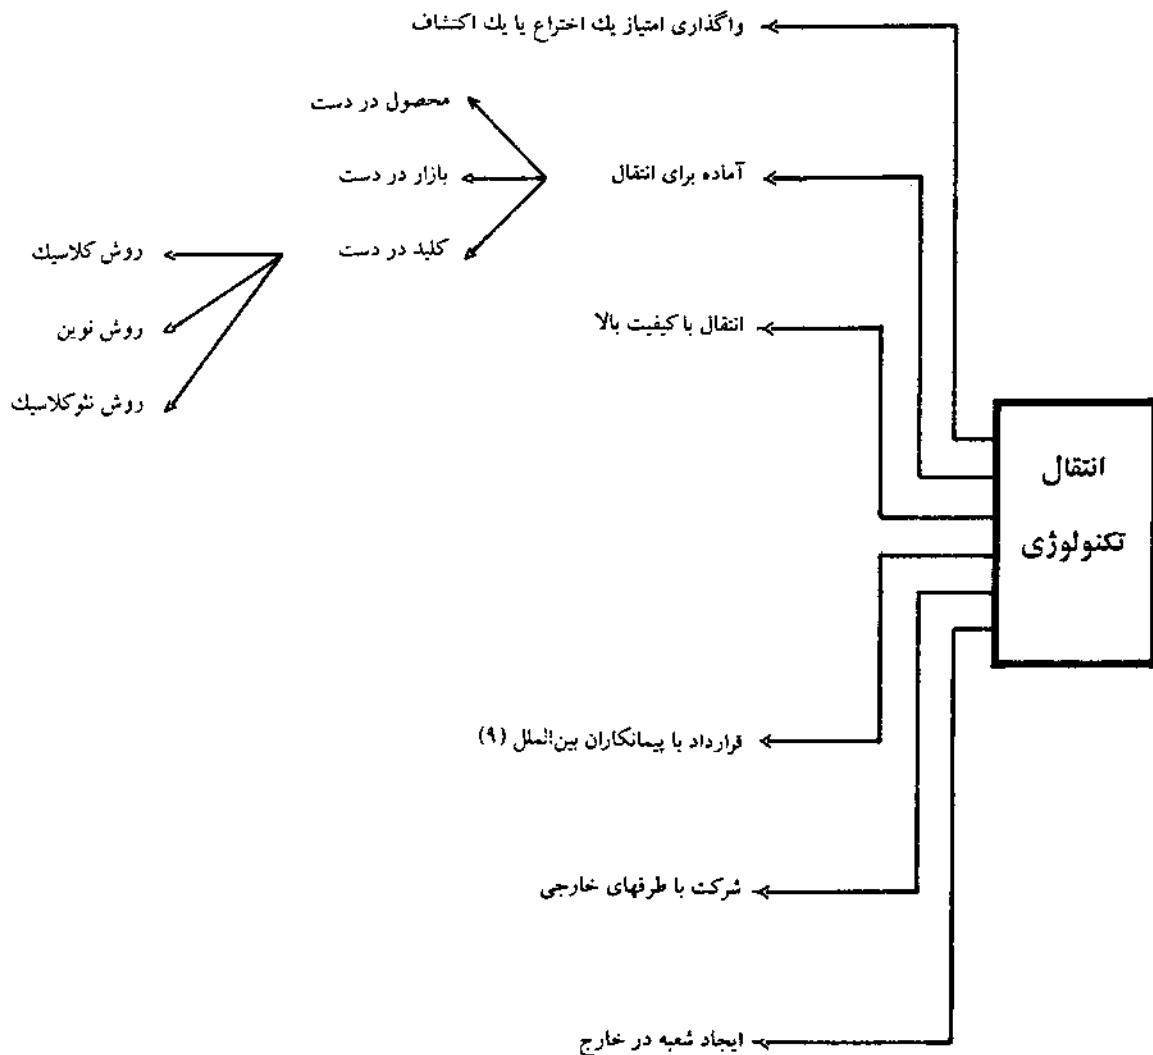 واگذاری امتیاز یك اختراع یا یك اکتشاف
محصول در دست
آماده برای انتقال
بازار در دست
کلید در دست
روش کلاسیك
انتقال با کیفیت بالا
روش نوین
روش نئوکلاسیك
انتقال
تکنولوژی
قرارداد با پیمانکاران بین‌الملل (۹)
شرکت با طرفهای خارجی
ایجاد شعبه در خارج